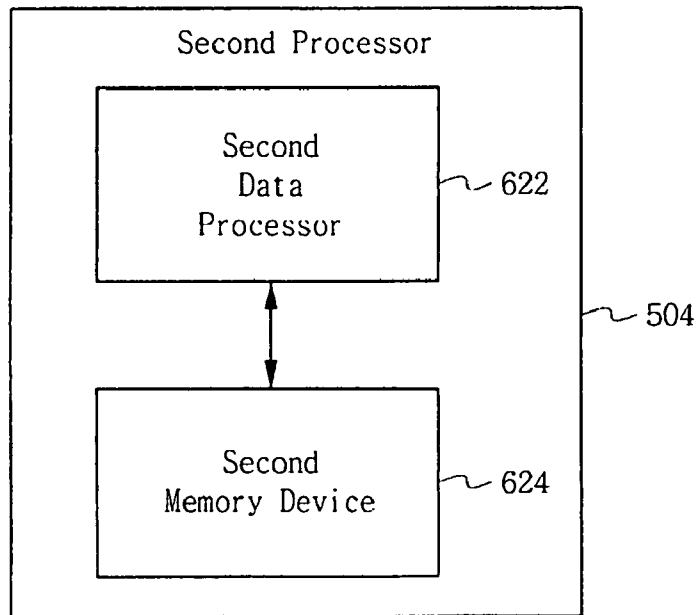 Second Processor
Second
Data
Processor
622
504
Second
Memory Device
624